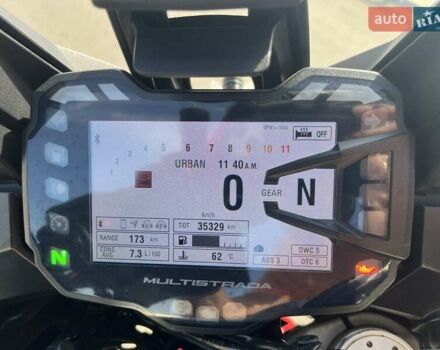 auto RIA
RPM x 1000
OFF
1 2 3 4 5 6 7 8 9 10 11
URBAN 11 40 A.M.
0
km/h
GEAR N
TOT 35329 km
RANGE 173 km
CONS. AVG 7.3 L/100
62 °C
DWC 5
ABS 3 DTC 6
N
MULTISTRADA